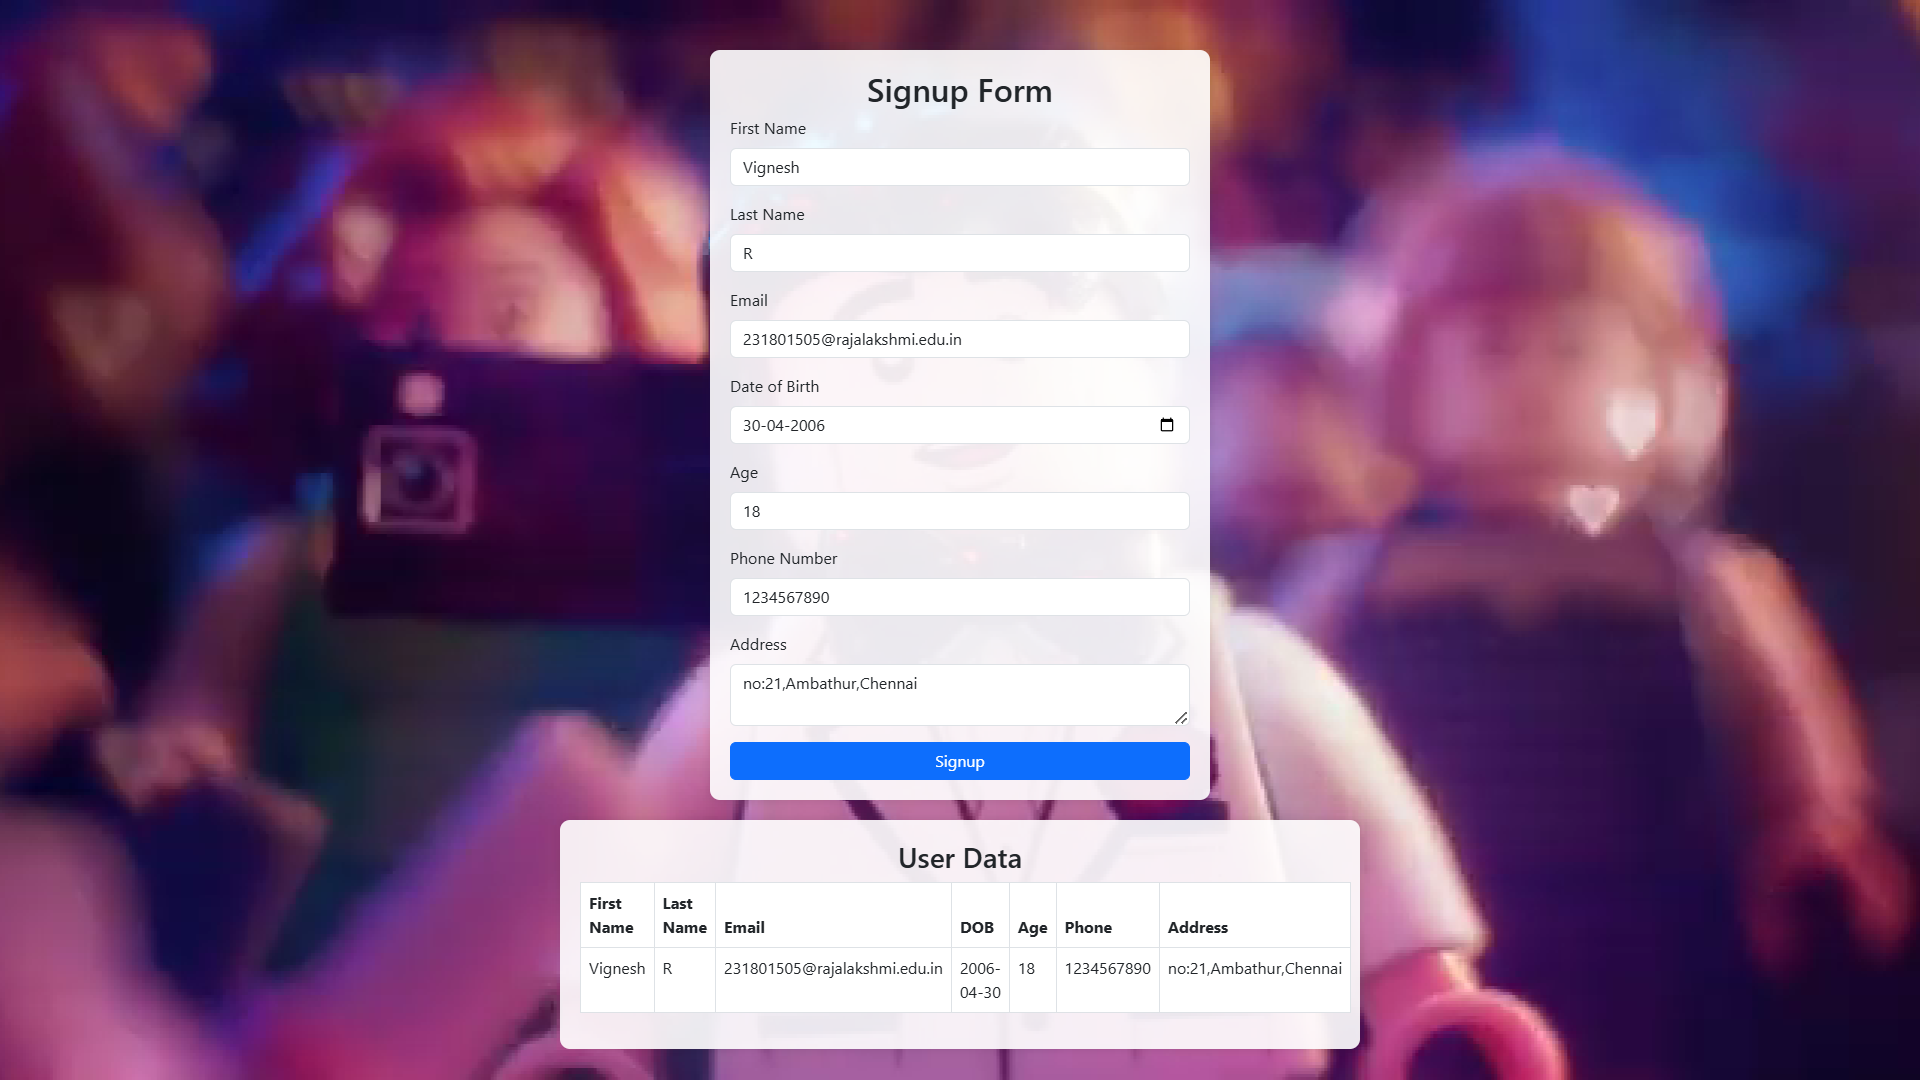 Signup Form
First Name
Vignesh
Last Name
R
Email
231801505@rajalakshmi.edu.in
Date of Birth
30-04-2006
Age
18
Phone Number
1234567890
Address
no:21,Ambathur,Chennai
Signup
User Data
First Name Last Name Email DOB Age Phone Address
Vignesh R 231801505@rajalakshmi.edu.in 2006-04-30 18 1234567890 no:21,Ambathur,Chennai